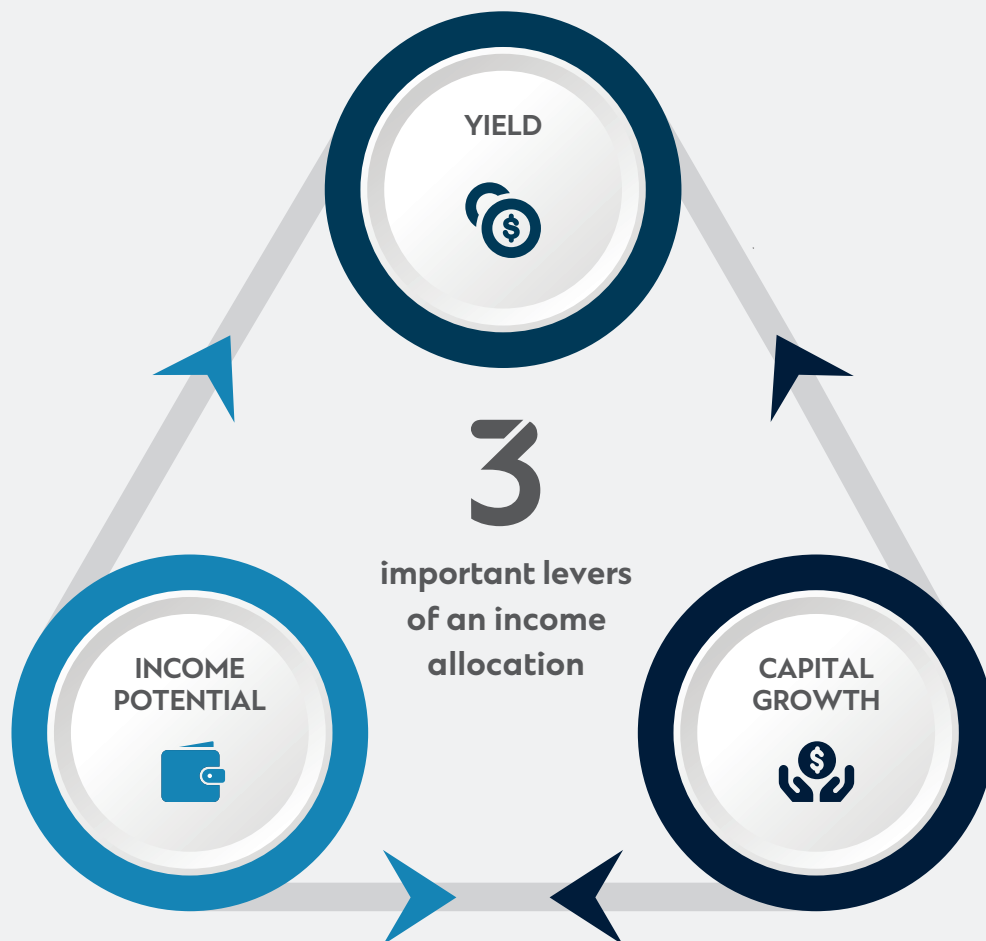 YIELD
$
3
important levers
of an income
allocation
INCOME
POTENTIAL
CAPITAL
GROWTH
$